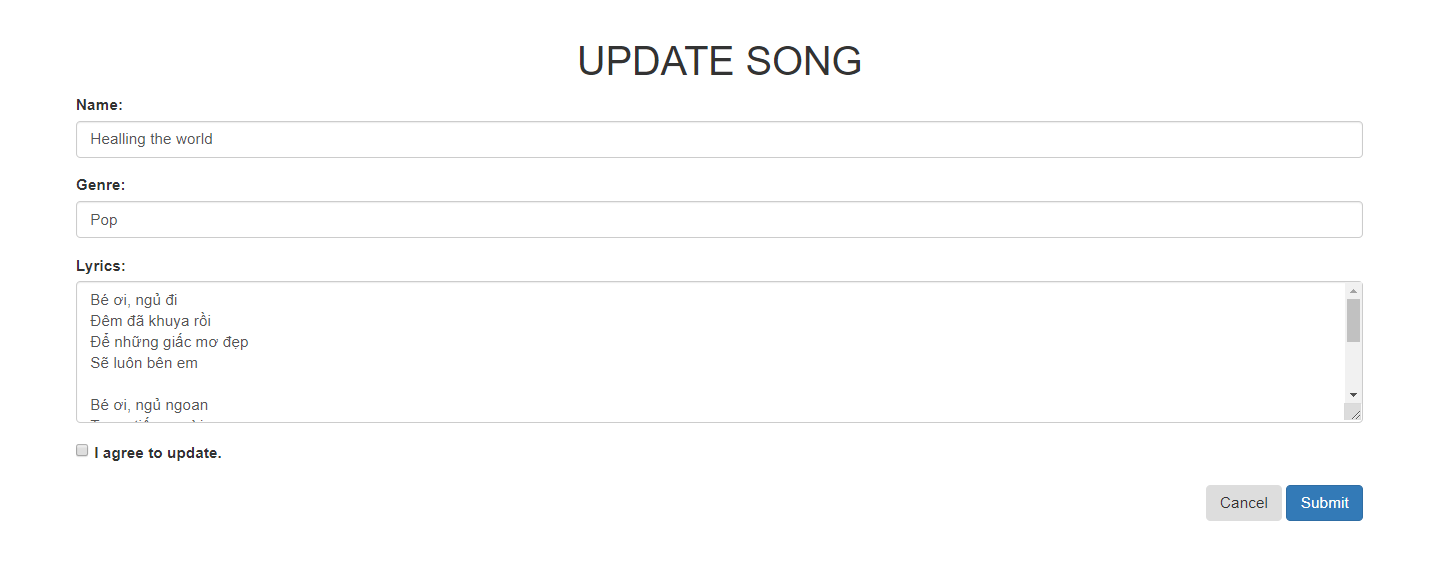 UPDATE SONG
Name:
Healling the world
Genre:
Pop
Lyrics:
Bé ơi, ngủ đi
Đêm đã khuya rồi
Để những giấc mơ đẹp
Sẽ luôn bên em
Bé ơi, ngủ ngoan
I agree to update.
Cancel
Submit